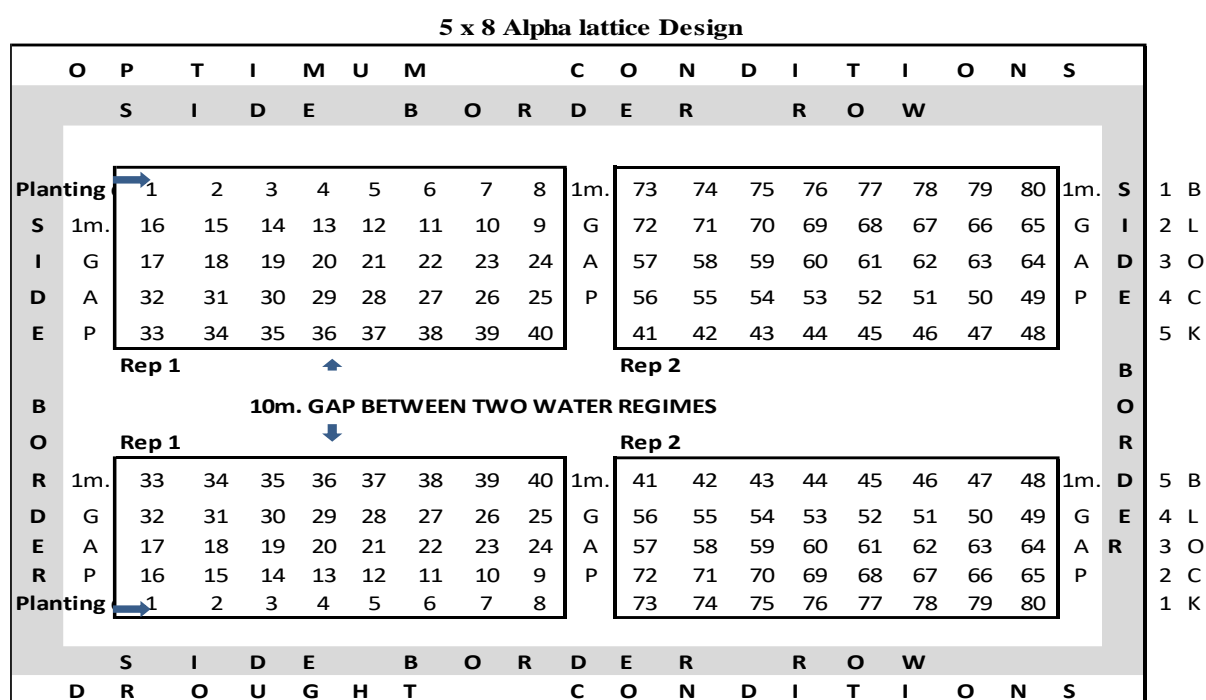 5 x 8 Alpha lattice Design
O P T I M U M C O N D I T I O N S
S I D E B O R D E R R O W
Planting 1 2 3 4 5 6 7 8 1m. 73 74 75 76 77 78 79 80 1m. S 1 B
S 1m. 16 15 14 13 12 11 10 9 G 72 71 70 69 68 67 66 65 G I 2 L
I G 17 18 19 20 21 22 23 24 A 57 58 59 60 61 62 63 64 A D 3 O
D A 32 31 30 29 28 27 26 25 P 56 55 54 53 52 51 50 49 P E 4 C
E P 33 34 35 36 37 38 39 40 41 42 43 44 45 46 47 48 5 K
Rep 1 Rep 2 B
B 10m. GAP BETWEEN TWO WATER REGIMES O
O Rep 1 Rep 2 R
R 1m. 33 34 35 36 37 38 39 40 1m. 41 42 43 44 45 46 47 48 1m. D 5 B
D G 32 31 30 29 28 27 26 25 G 56 55 54 53 52 51 50 49 G E 4 L
E A 17 18 19 20 21 22 23 24 A 57 58 59 60 61 62 63 64 A R 3 O
R P 16 15 14 13 12 11 10 9 P 72 71 70 69 68 67 66 65 P 2 C
Planting 1 2 3 4 5 6 7 8 73 74 75 76 77 78 79 80 1 K
S I D E B O R D E R R O W
D R O U G H T C O N D I T I O N S